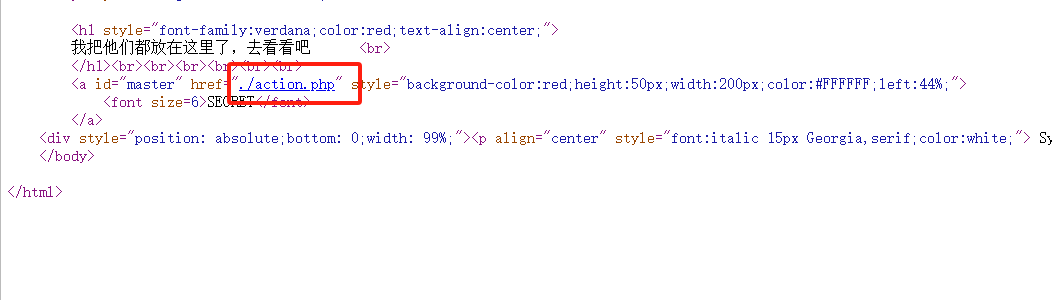 <h1 style="font-family:verdana;color:red;text-align:center;">
我把他们都放在这里了，去看看吧 <br>
</h1><br><br><br><br><br><br>
<a id="master" href="./action.php" style="background-color:red;height:50px;width:200px;color:#FFFFFF;left:44%;">
<font size=6>SECRET</font>
</a>
<div style="position: absolute;bottom: 0;width: 99%;"><p align="center" style="font:italic 15px Georgia,serif;color:white;"> Sy
</body>
</html>